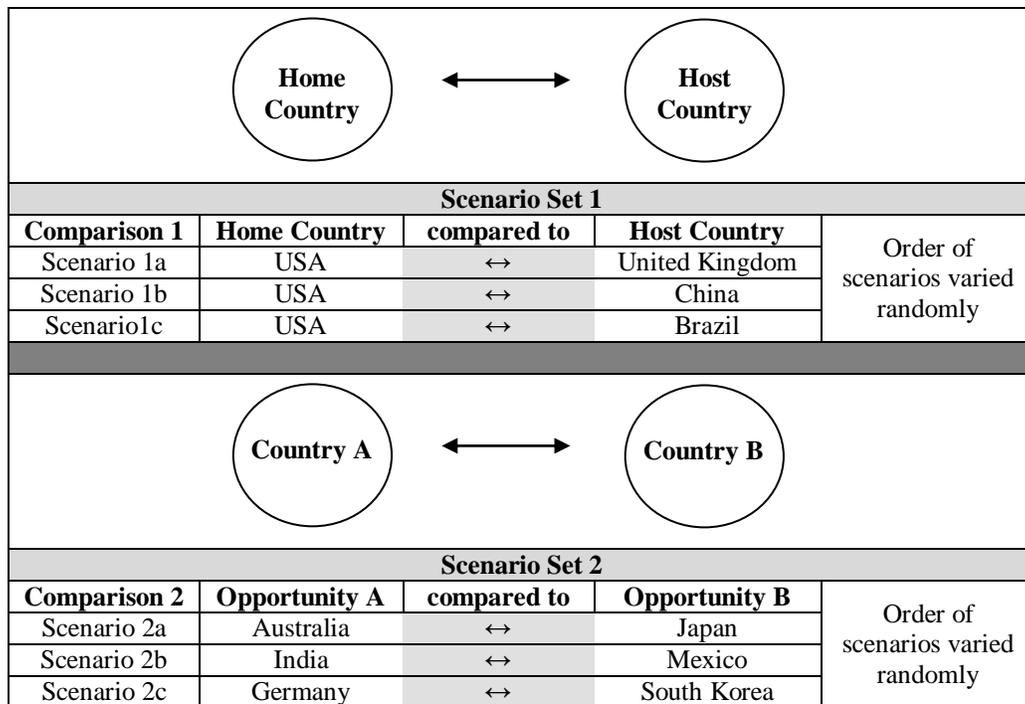 Home Country
Host Country
Scenario Set 1
Comparison 1 Home Country compared to Host Country
Scenario 1a USA ↔ United Kingdom
Scenario 1b USA ↔ China
Scenario1c USA ↔ Brazil
Order of
scenarios varied
randomly
Country A
Country B
Scenario Set 2
Comparison 2 Opportunity A compared to Opportunity B
Scenario 2a Australia ↔ Japan
Scenario 2b India ↔ Mexico
Scenario 2c Germany ↔ South Korea
Order of
scenarios varied
randomly